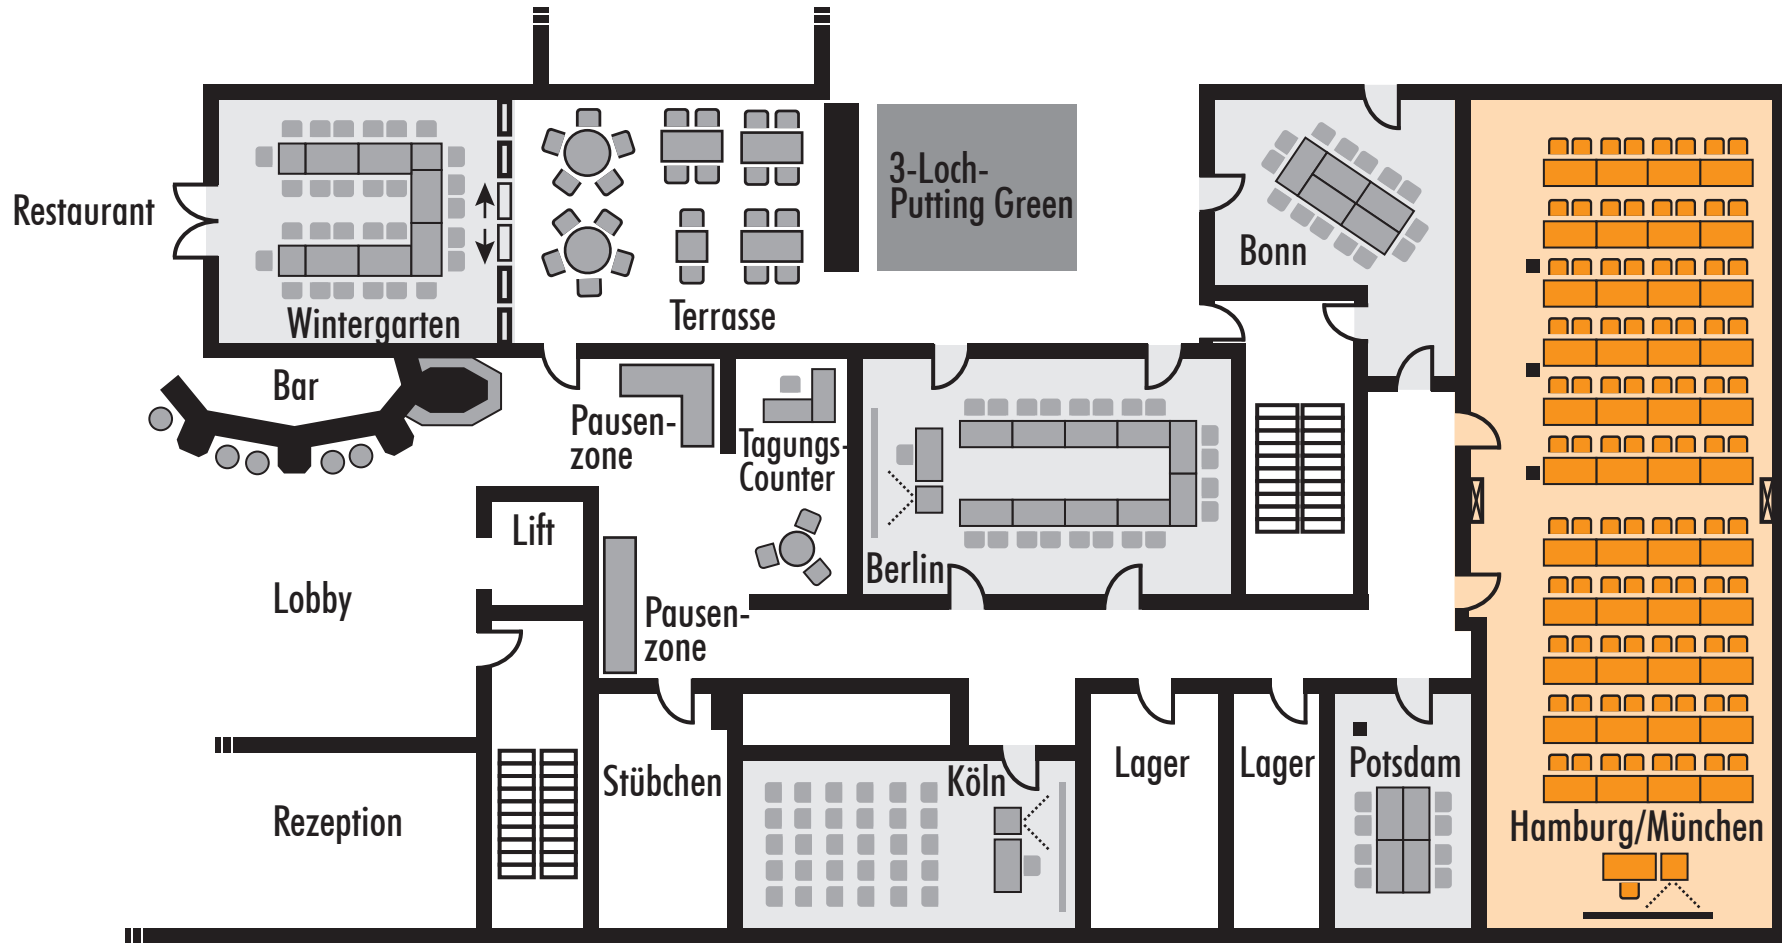 3-Loch-
Putting Green
Restaurant
Bonn
Wintergarten
Terrasse
Bar
Pausen-
zone
Tagungs-
Counter
Lift
Berlin
Lobby
Pausen-
zone
Stübchen
Köln
Lager
Lager
Potsdam
Rezeption
Hamburg/München